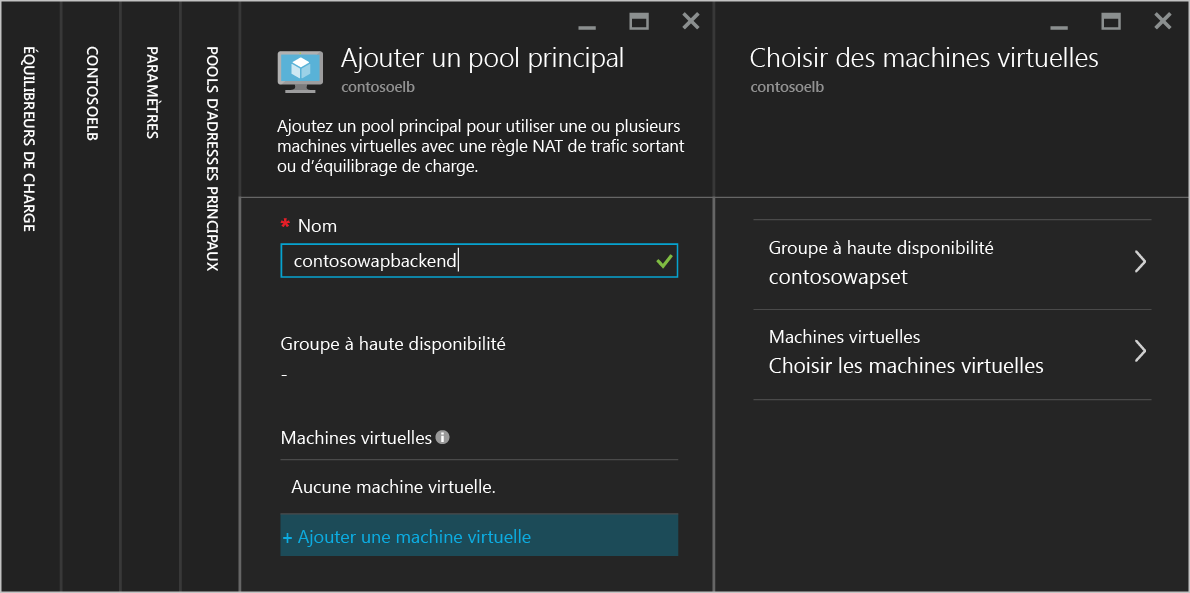 ÉQUILIBREURS DE CHARGE
CONTOSOELB
PARAMÈTRES
POOLS D'ADRESSES PRINCIPAUX
Ajouter un pool principal
contosoelb
Ajoutez un pool principal pour utiliser une ou plusieurs
machines virtuelles avec une règle NAT de trafic sortant
ou d'équilibrage de charge.
* Nom
contosowapbackend
Groupe à haute disponibilité
-
Machines virtuelles
Aucune machine virtuelle.
+ Ajouter une machine virtuelle
Choisir des machines virtuelles
contosoelb
Groupe à haute disponibilité
contosowapset
Machines virtuelles
Choisir les machines virtuelles